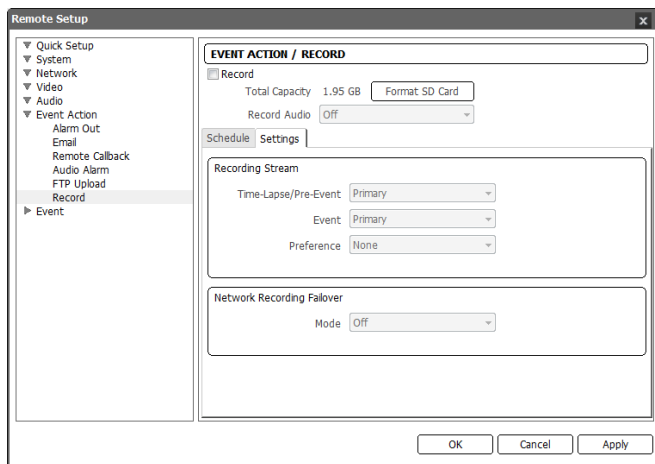 Remote Setup
x
Quick Setup
System
Network
Video
Audio
Event Action
Alarm Out
Email
Remote Callback
Audio Alarm
FTP Upload
Record
Event
EVENT ACTION / RECORD
Record
Total Capacity 1.95 GB Format SD Card
Record Audio Off
Schedule Settings
Recording Stream
Time-Lapse/Pre-Event Primary
Event Primary
Preference None
Network Recording Failover
Mode Off
OK Cancel Apply